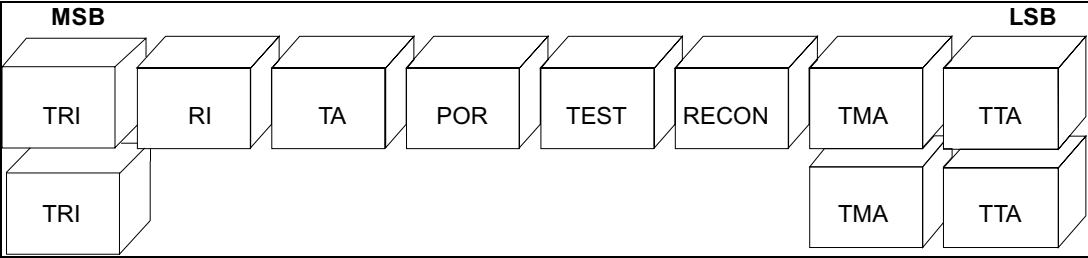 MSB LSB
TRI RI TA POR TEST RECON TMA TTA
TRI TMA TTA